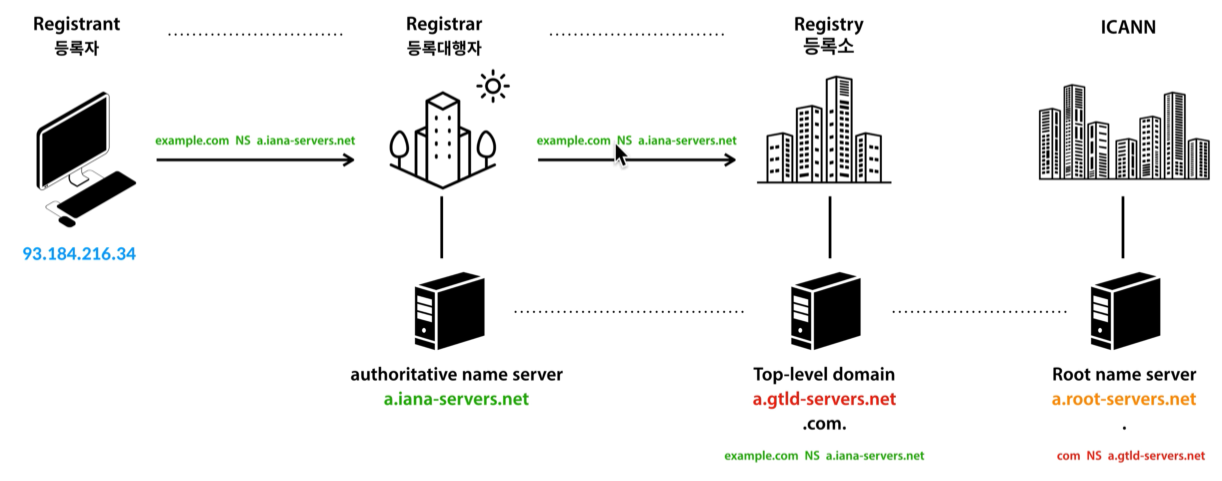 Registrant
등록자
Registrar
등록대행자
Registry
등록소
ICANN
example.com NS a.iana-servers.net
example.com NS a.iana-servers.net
93.184.216.34
authoritative name server
a.iana-servers.net
Top-level domain
a.gtld-servers.net
.com.
example.com NS a.iana-servers.net
Root name server
a.root-servers.net
.
com NS a.gtld-servers.net